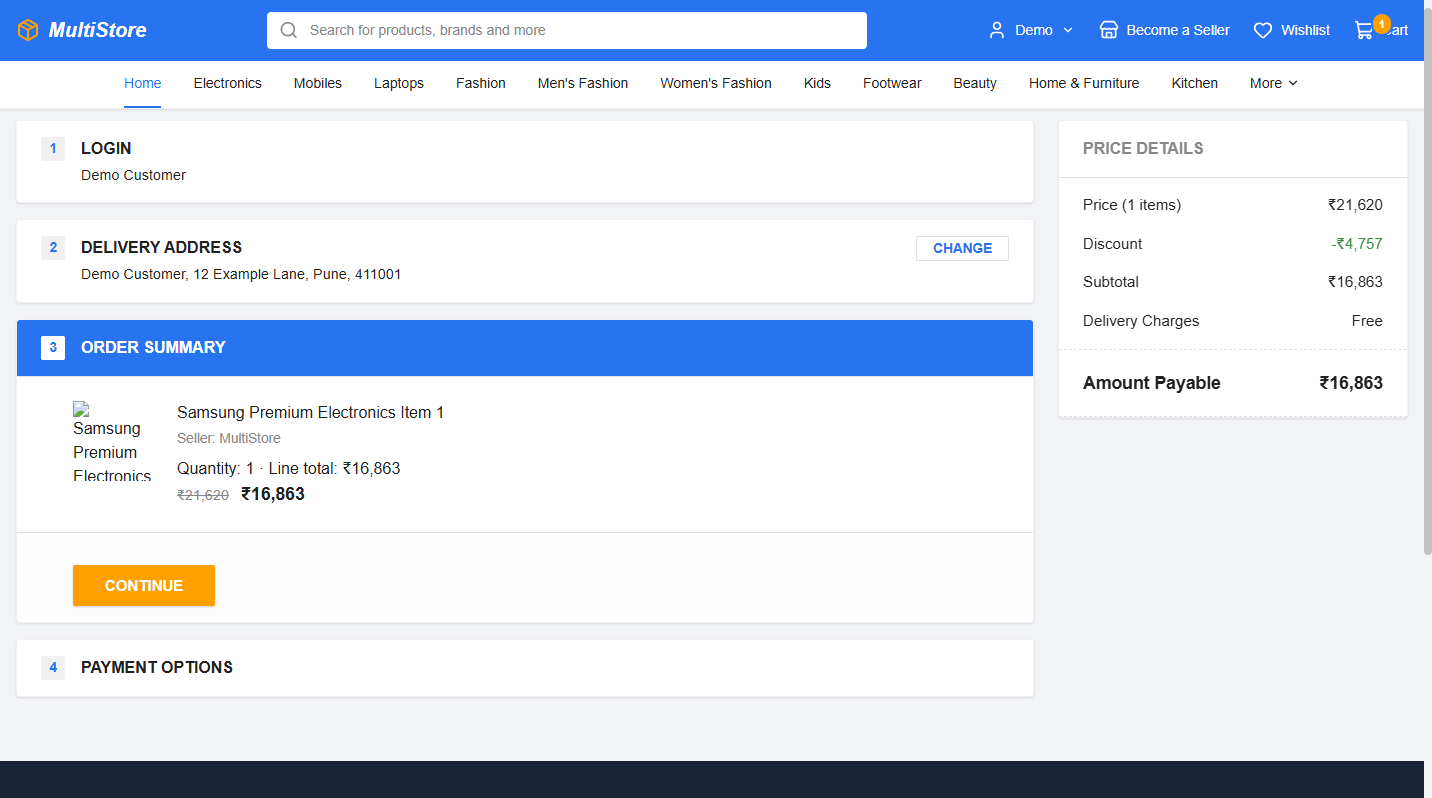 MultiStore
Search for products, brands and more
Demo
Become a Seller
Wishlist
1
art
Home
Electronics
Mobiles
Laptops
Fashion
Men's Fashion
Women's Fashion
Kids
Footwear
Beauty
Home & Furniture
Kitchen
More
1 LOGIN
Demo Customer
2 DELIVERY ADDRESS
CHANGE
Demo Customer, 12 Example Lane, Pune, 411001
3 ORDER SUMMARY
Samsung
Premium
Electronics
Samsung Premium Electronics Item 1
Seller: MultiStore
Quantity: 1 · Line total: ₹16,863
₹21,620 ₹16,863
CONTINUE
4 PAYMENT OPTIONS
PRICE DETAILS
Price (1 items) ₹21,620
Discount -₹4,757
Subtotal ₹16,863
Delivery Charges Free
Amount Payable ₹16,863